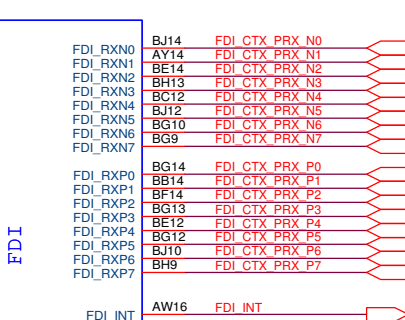 FDI_RXN0 BJ14 FDI_CTX_PRX_N0
FDI_RXN1 AY14 FDI_CTX_PRX_N1
FDI_RXN2 BE14 FDI_CTX_PRX_N2
FDI_RXN3 BH13 FDI_CTX_PRX_N3
FDI_RXN4 BC12 FDI_CTX_PRX_N4
FDI_RXN5 BJ12 FDI_CTX_PRX_N5
FDI_RXN6 BG10 FDI_CTX_PRX_N6
FDI_RXN7 BG9 FDI_CTX_PRX_N7
FDI_RXP0 BG14 FDI_CTX_PRX_P0
FDI_RXP1 BB14 FDI_CTX_PRX_P1
FDI_RXP2 BF14 FDI_CTX_PRX_P2
FDI_RXP3 BG13 FDI_CTX_PRX_P3
FDI_RXP4 BE12 FDI_CTX_PRX_P4
FDI_RXP5 BG12 FDI_CTX_PRX_P5
FDI_RXP6 BJ10 FDI_CTX_PRX_P6
FDI_RXP7 BH9 FDI_CTX_PRX_P7
FDI
FDI_INT AW16 FDI_INT